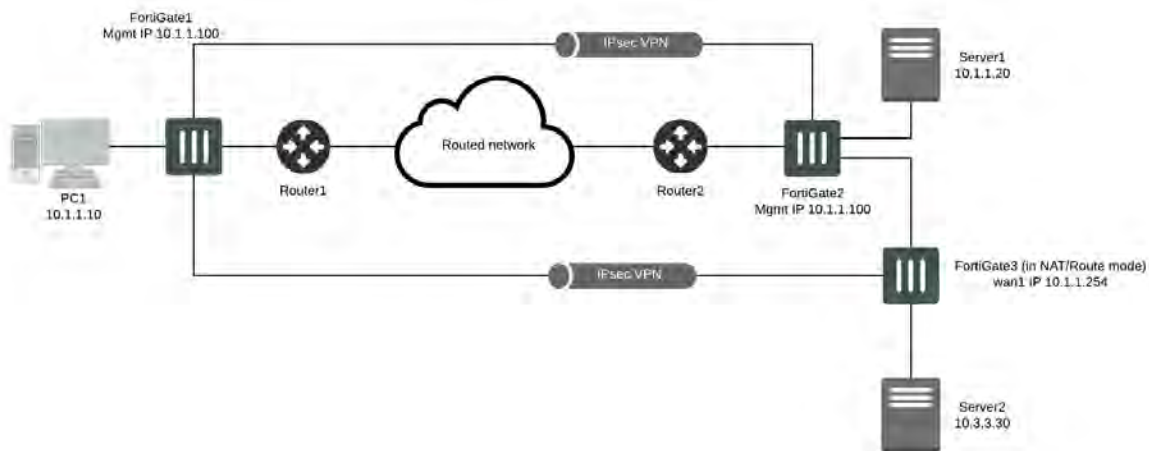 FortiGate1
Mgmt IP 10.1.1.100
IPsec VPN
Server1
10.1.1.20
Routed network
PC1
10.1.1.10
Router1
Router2
FortiGate2
Mgmt IP 10.1.1.100
IPsec VPN
FortiGate3 (in NAT/Route mode)
wan1 IP 10.1.1.254
Server2
10.3.3.30